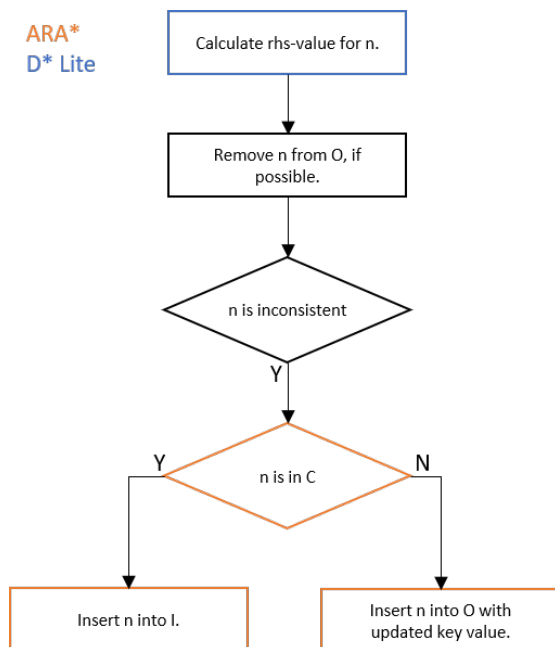 ARA*
D* Lite
Calculate rhs-value for n.
Remove n from O, if
possible.
n is inconsistent
Y
n is in C
Y
N
Insert n into I.
Insert n into O with
updated key value.